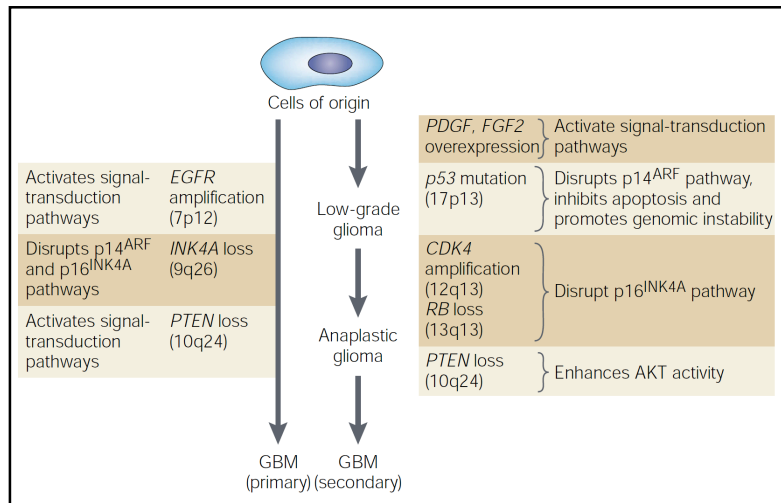 Cells of origin
Activates signal-
transduction
pathways
EGFR
amplification
(7p12)
Disrupts p14ARF
and p16INK4A
pathways
INK4A loss
(9q26)
Activates signal-
transduction
pathways
PTEN loss
(10q24)
Low-grade
glioma
Anaplastic
glioma
GBM
(primary)
GBM
(secondary)
PDGF, FGF2
overexpression
Activate signal-transduction
pathways
p53 mutation
(17p13)
Disrupts p14ARF pathway,
inhibits apoptosis and
promotes genomic instability
CDK4
amplification
(12q13)
RB loss
(13q13)
Disrupt p16INK4A pathway
PTEN loss
(10q24)
Enhances AKT activity